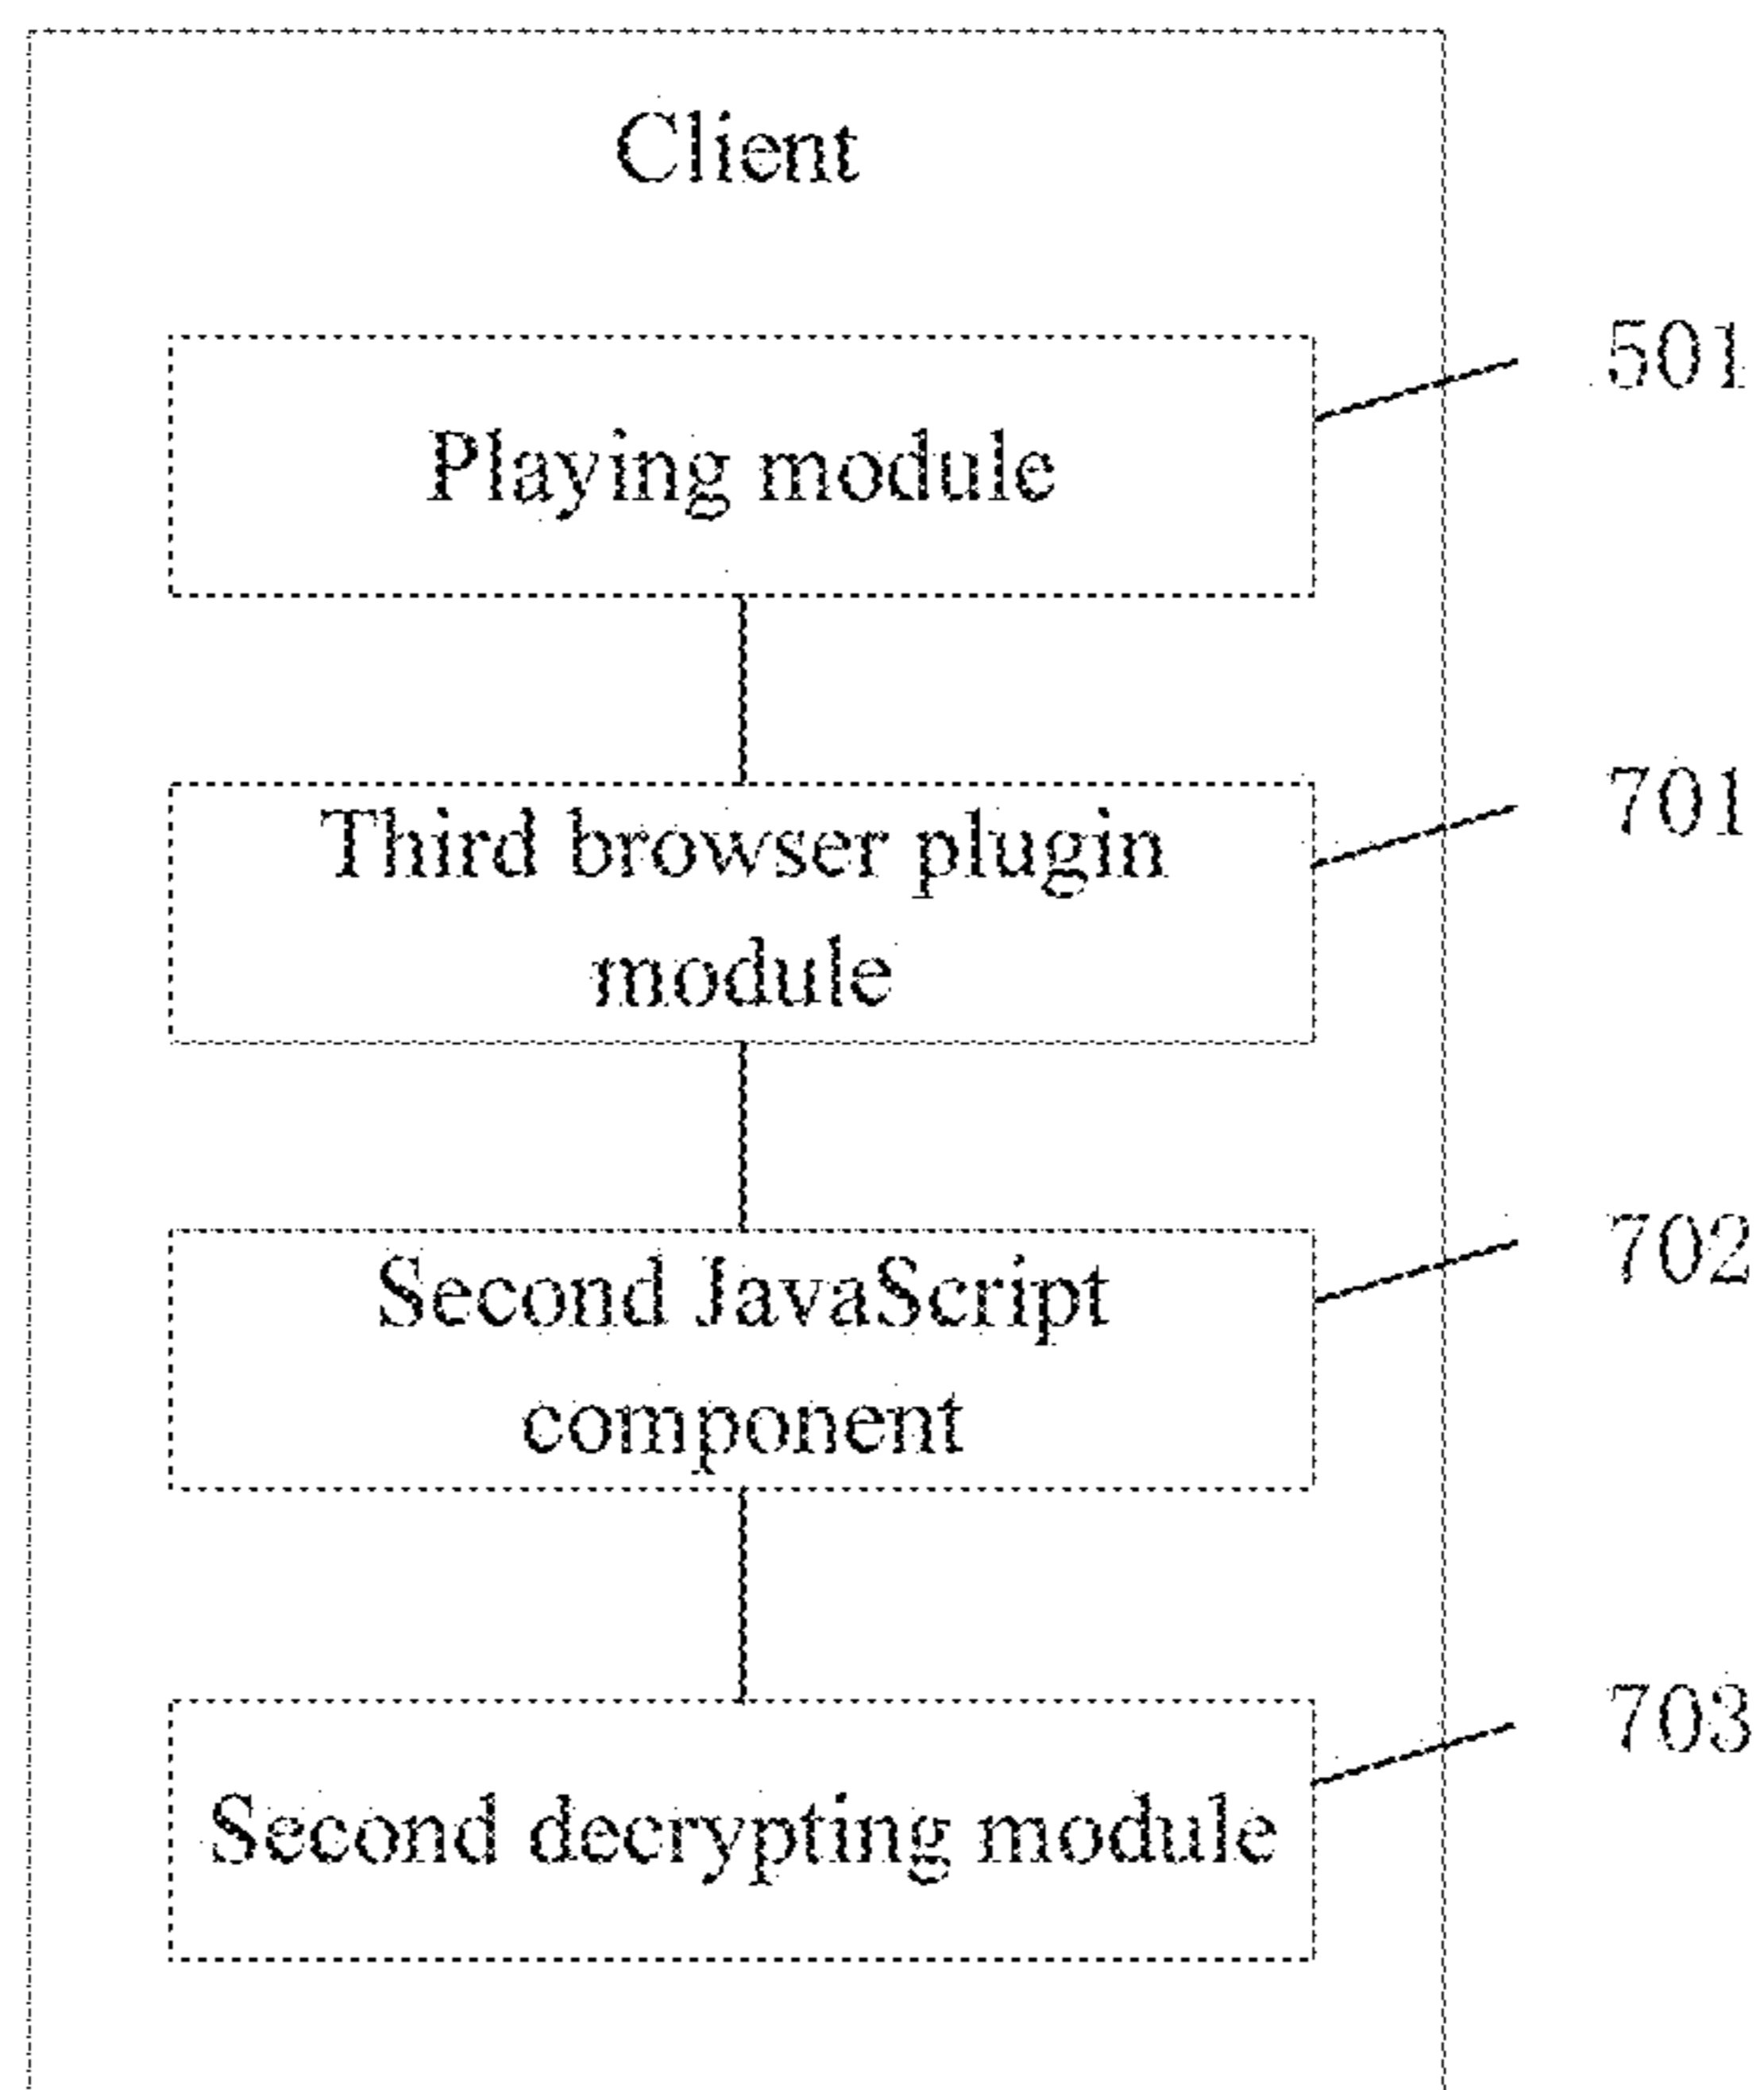 Client
501
Playing module
701
Third browser plugin
module
702
Second JavaScript
component
703
Second decrypting module